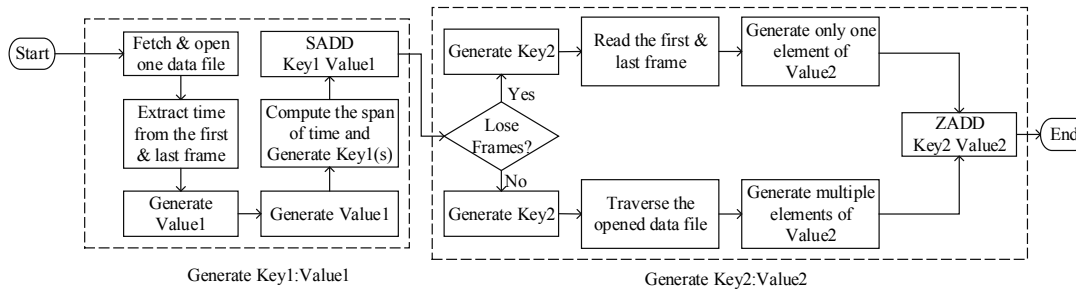 Start
Fetch & open
one data file
Extract time
from the first
& last frame
Generate
Value1
Generate Value1
Compute the span
of time and
Generate Key1(s)
SADD
Key1 Value1
Generate Key1:Value1
Lose
Frames?
Yes
Generate Key2
Read the first &
last frame
Generate only one
element of
Value2
No
Generate Key2
Traverse the
opened data file
Generate multiple
elements of
Value2
ZADD
Key2 Value2
End
Generate Key2:Value2